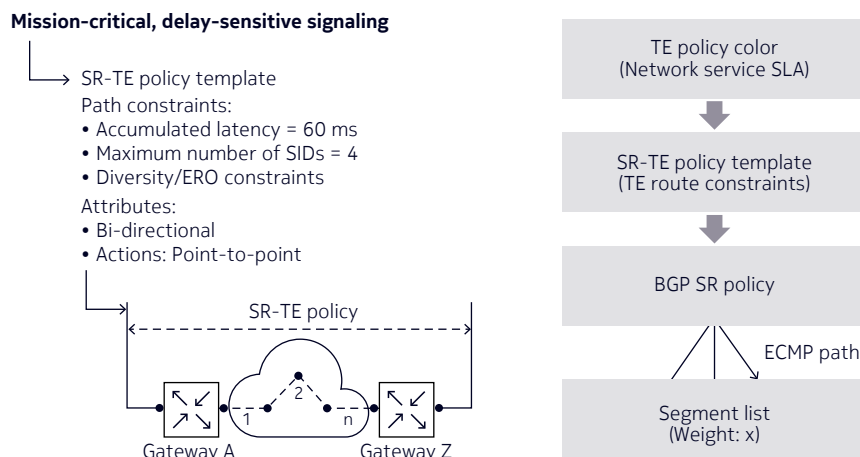 Mission-critical, delay-sensitive signaling
SR-TE policy template
Path constraints:
• Accumulated latency = 60 ms
• Maximum number of SIDs = 4
• Diversity/ERO constraints
Attributes:
• Bi-directional
• Actions: Point-to-point
SR-TE policy
1
2
n
Gateway A
Gateway Z
TE policy color
(Network service SLA)
SR-TE policy template
(TE route constraints)
BGP SR policy
ECMP path
Segment list
(Weight: x)